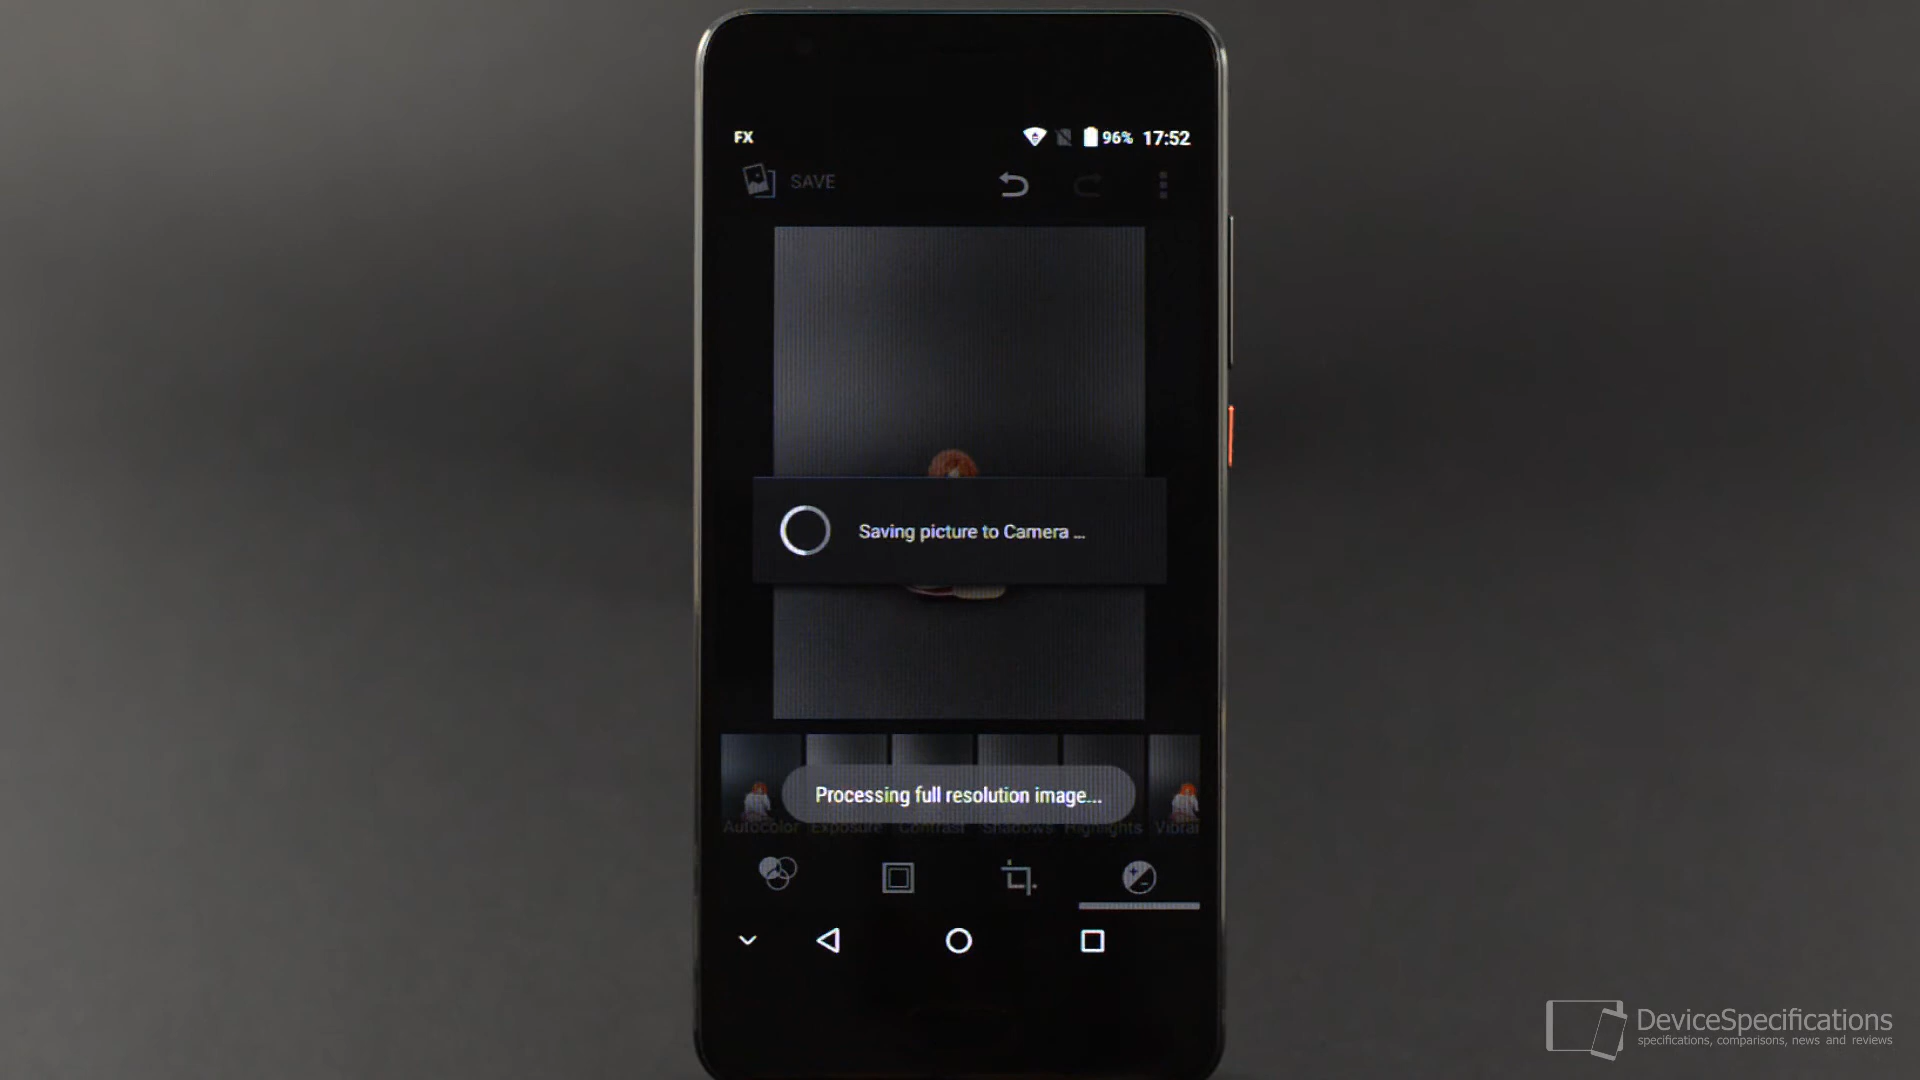 FX
96% 17:52
SAVE
Saving picture to Camera ...
Processing full resolution image...
Autocolor Exposure Contrast Shadows Highlights Vibran
DeviceSpecifications
specifications, comparisons, news and reviews